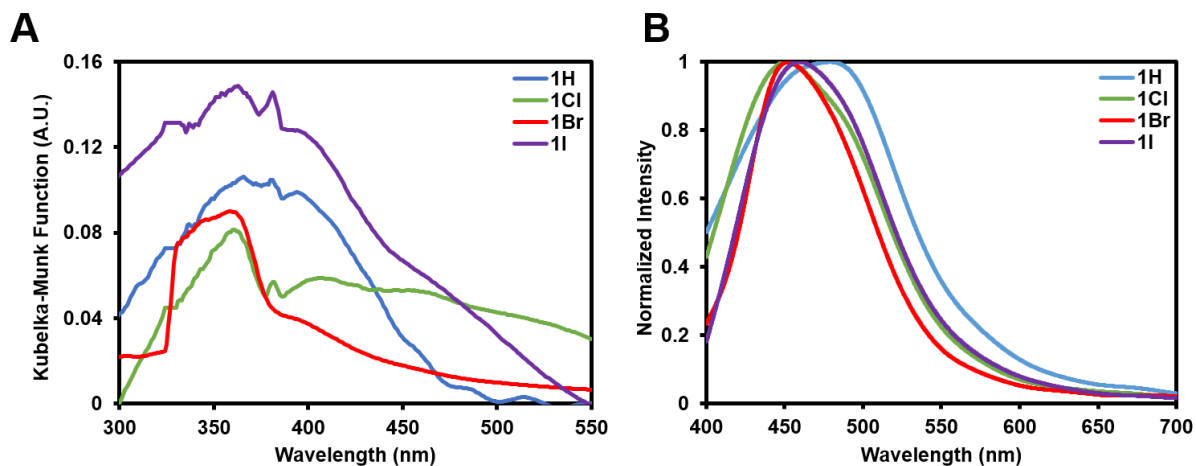 A
Kubelka-Munk Function (A.U.)
0.16
0.12
0.08
0.04
0
300
350
400
450
500
550
Wavelength (nm)
1H
1Cl
1Br
1I
B
Normalized Intensity
1
0.8
0.6
0.4
0.2
0
400
450
500
550
600
650
700
Wavelength (nm)
1H
1Cl
1Br
1I